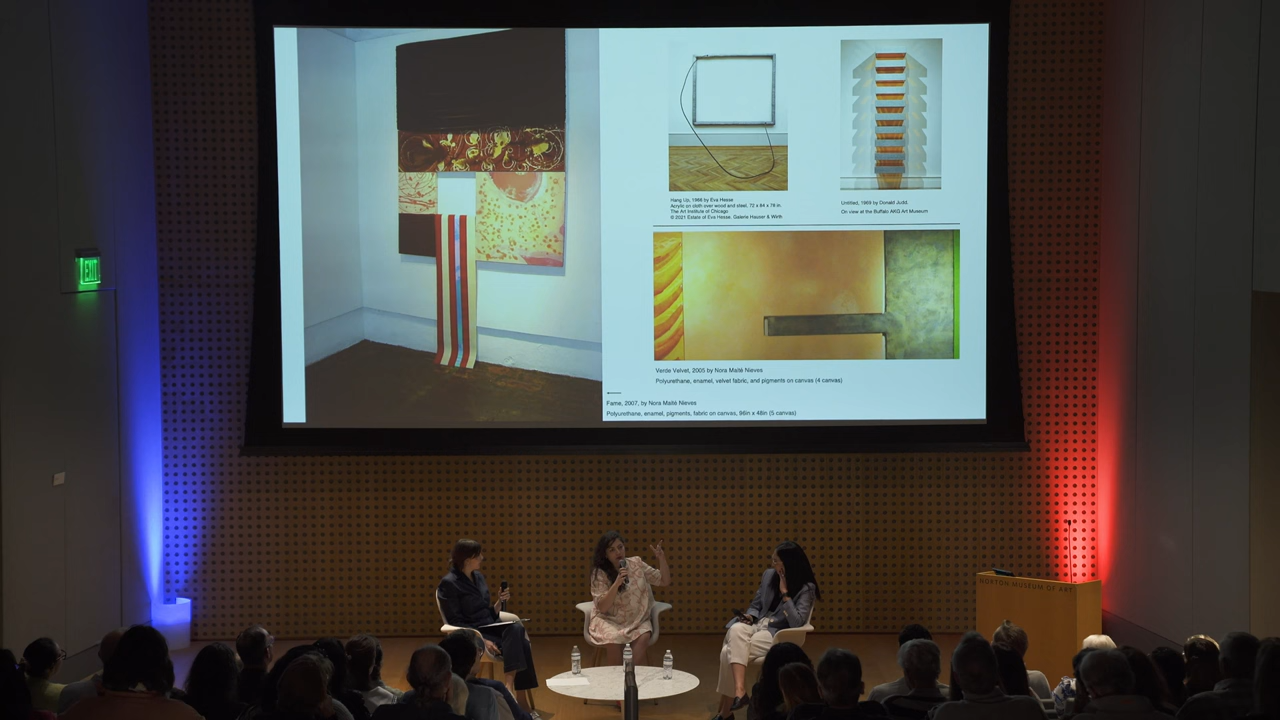 EXIT
Hang Up, 1966 by Eva Hesse
Acrylic on cloth over wood and steel, 72 x 84 x 78 in.
The Art Institute of Chicago
© 2021 Estate of Eva Hesse. Galerie Hauser & Wirth
Untitled, 1969 by Donald Judd.
On view at the Buffalo AKG Art Museum
Verde Velvet, 2005 by Nora Maité Nieves
Polyurethane, enamel, velvet fabric, and pigments on canvas (4 canvas)
Fame, 2007, by Nora Maité Nieves
Polyurethane, enamel, pigments, fabric on canvas, 96in x 48in (5 canvas)
NORTON MUSEUM OF ART